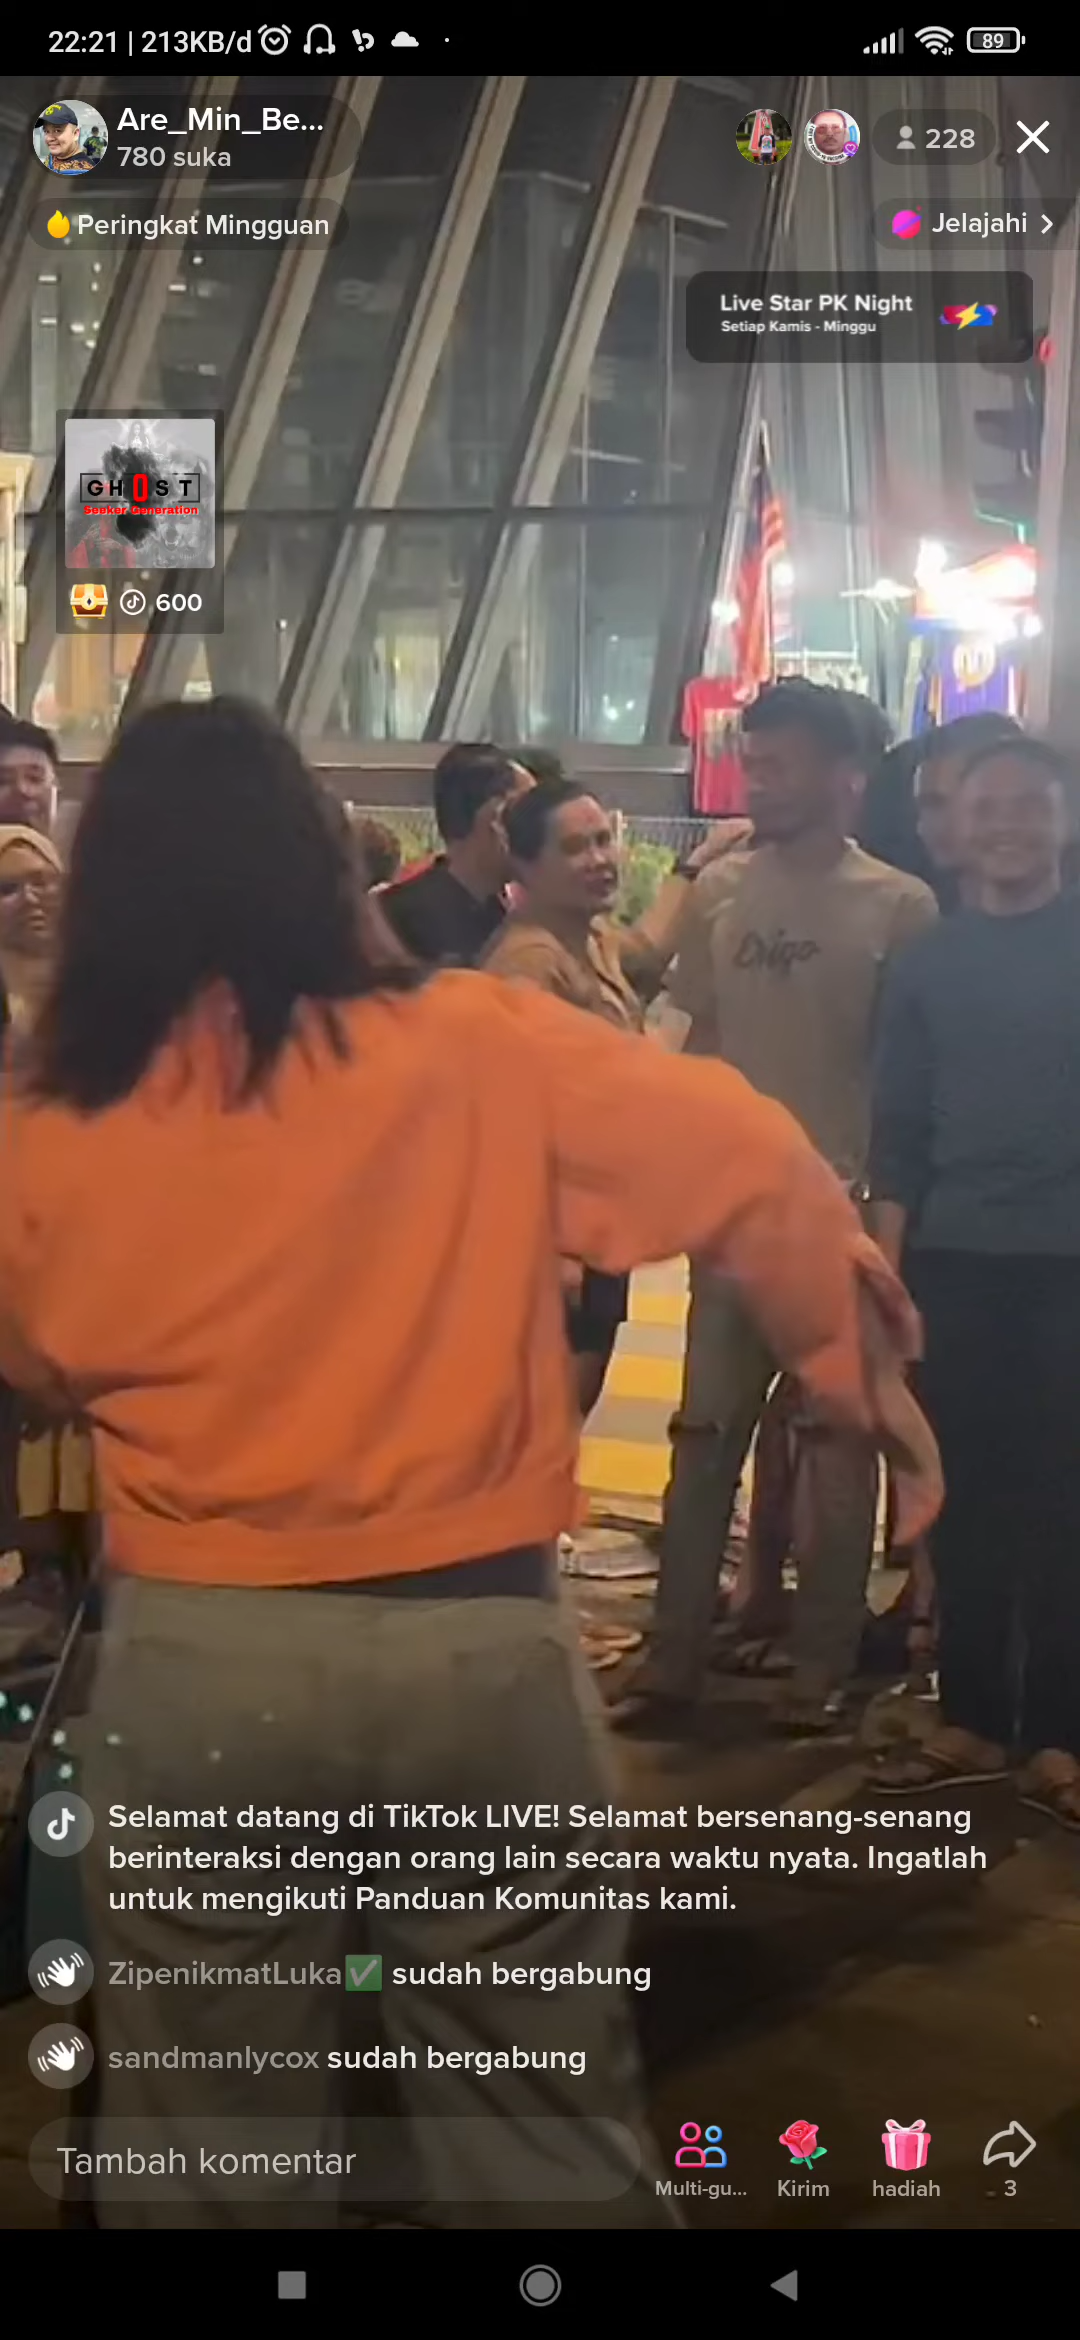 22:21 | 213KB/d
89
Are_Min_Be...
780 suka
228
Peringkat Mingguan
Jelajahi
Live Star PK Night
Setiap Kamis - Minggu
GHOST
Seeker Generation
600
Erigo
Selamat datang di TikTok LIVE! Selamat bersenang-senang
berinteraksi dengan orang lain secara waktu nyata. Ingatlah
untuk mengikuti Panduan Komunitas kami.
ZipenikmatLuka✅ sudah bergabung
sandmanlycox sudah bergabung
Tambah komentar
Multi-gu...
Kirim
hadiah
3